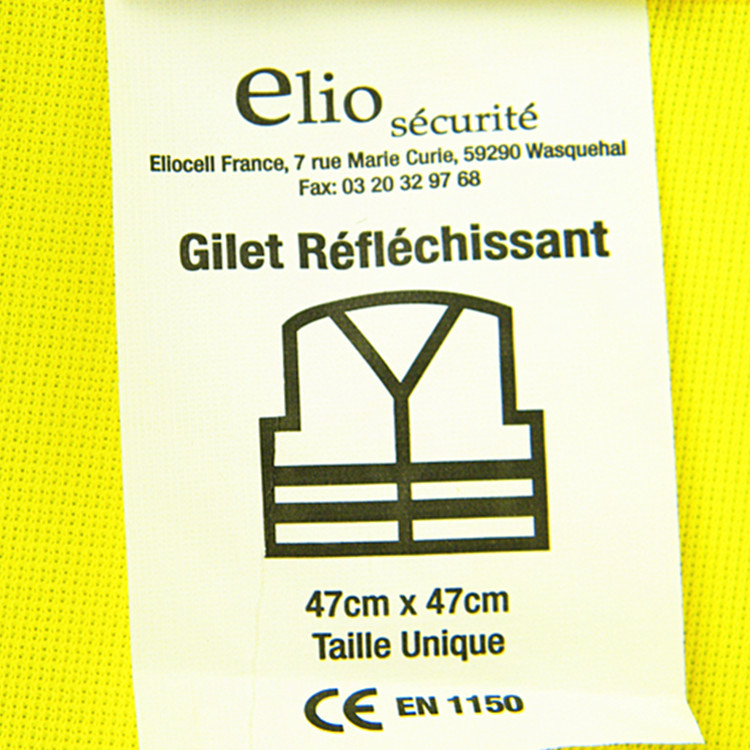 elio sécurité
Eliocell France, 7 rue Marie Curie, 59290 Wasquehal
Fax: 03 20 32 97 68
Gilet Réfléchissant
47cm x 47cm
Taille Unique
CE EN 1150